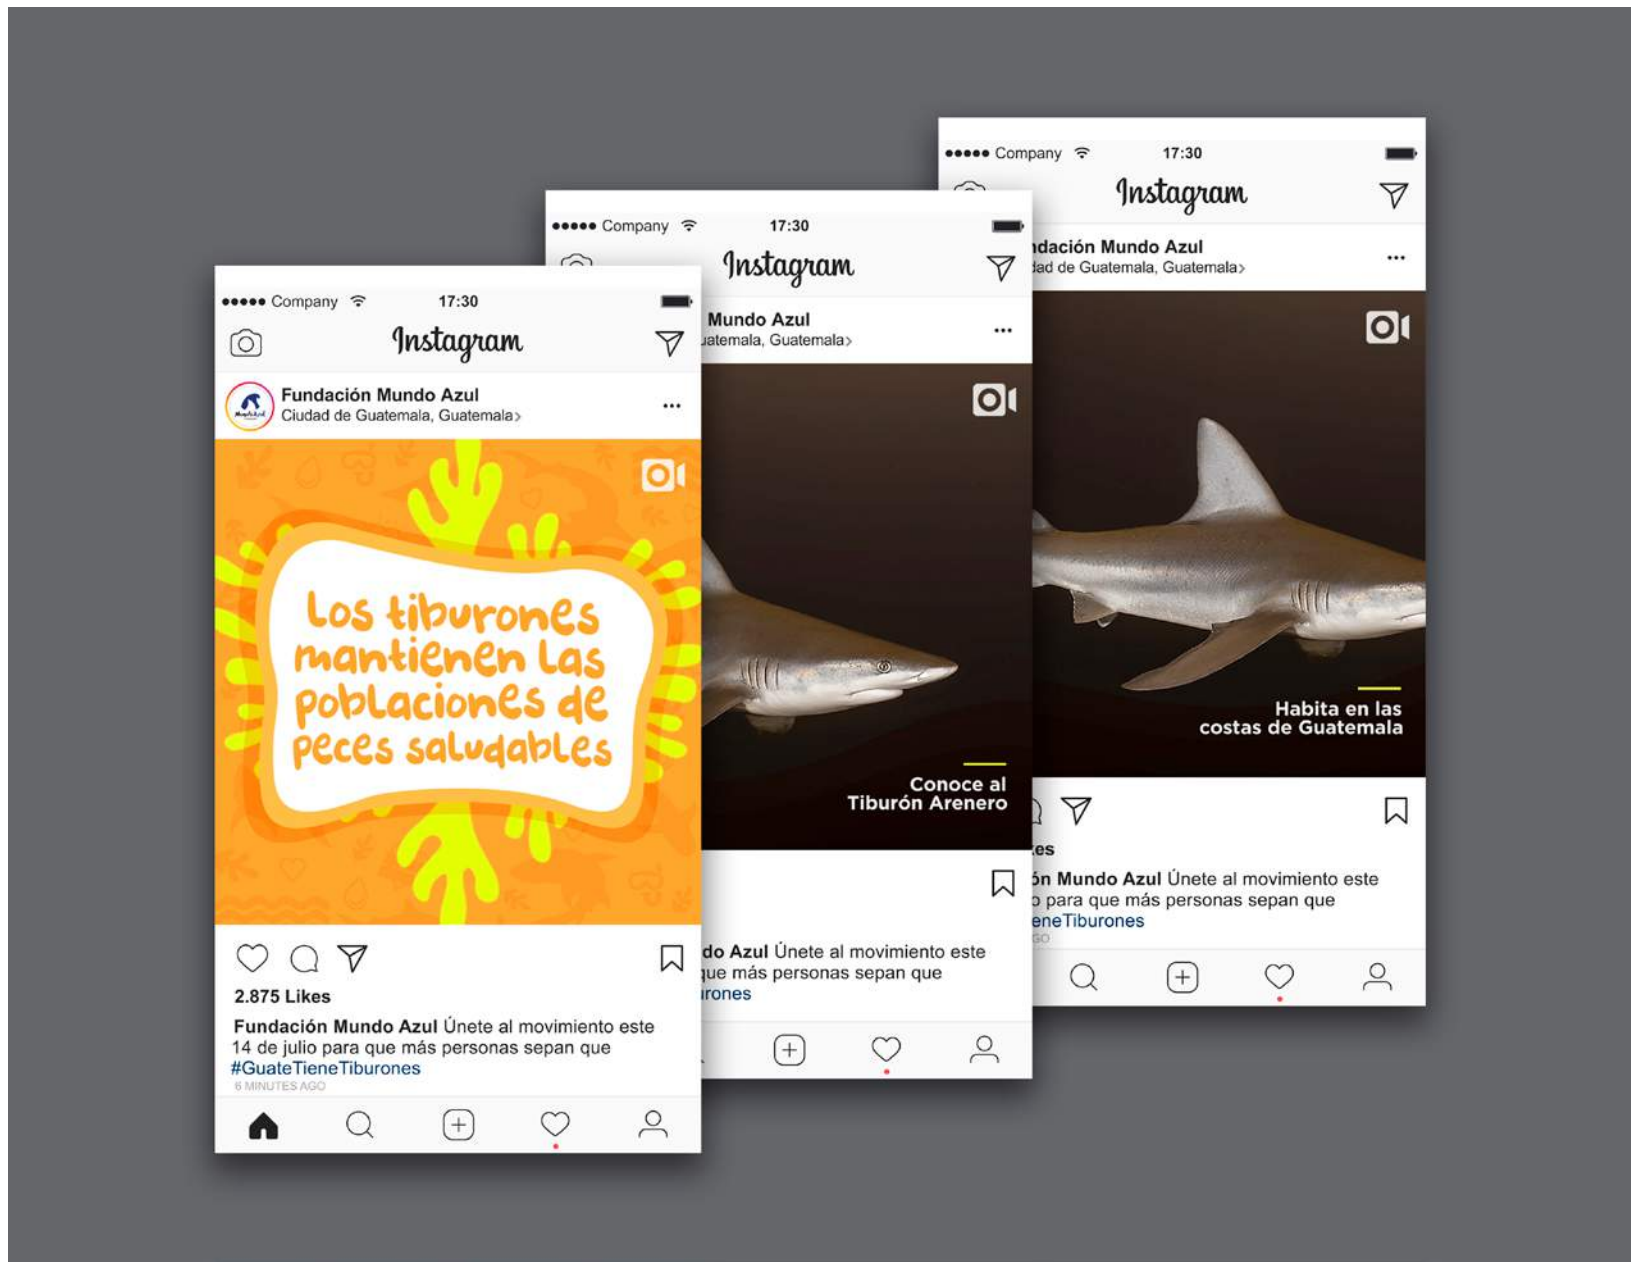 Company 17:30
Instagram
Fundación Mundo Azul
Ciudad de Guatemala, Guatemala>
Los tiburones
mantienen las
poblaciones de
peces saludables
2.875 Likes
Fundación Mundo Azul Únete al movimiento este
14 de julio para que más personas sepan que
#GuateTieneTiburones
6 MINUTES AGO
Company 17:30
Instagram
Mundo Azul
uatemala, Guatemala>
Conoce al
Tiburón Arenero
do Azul Únete al movimiento este
que más personas sepan que
urones
Company 17:30
Instagram
ndación Mundo Azul
dad de Guatemala, Guatemala>
Habita en las
costas de Guatemala
kes
ón Mundo Azul Únete al movimiento este
o para que más personas sepan que
eneTiburones
GO